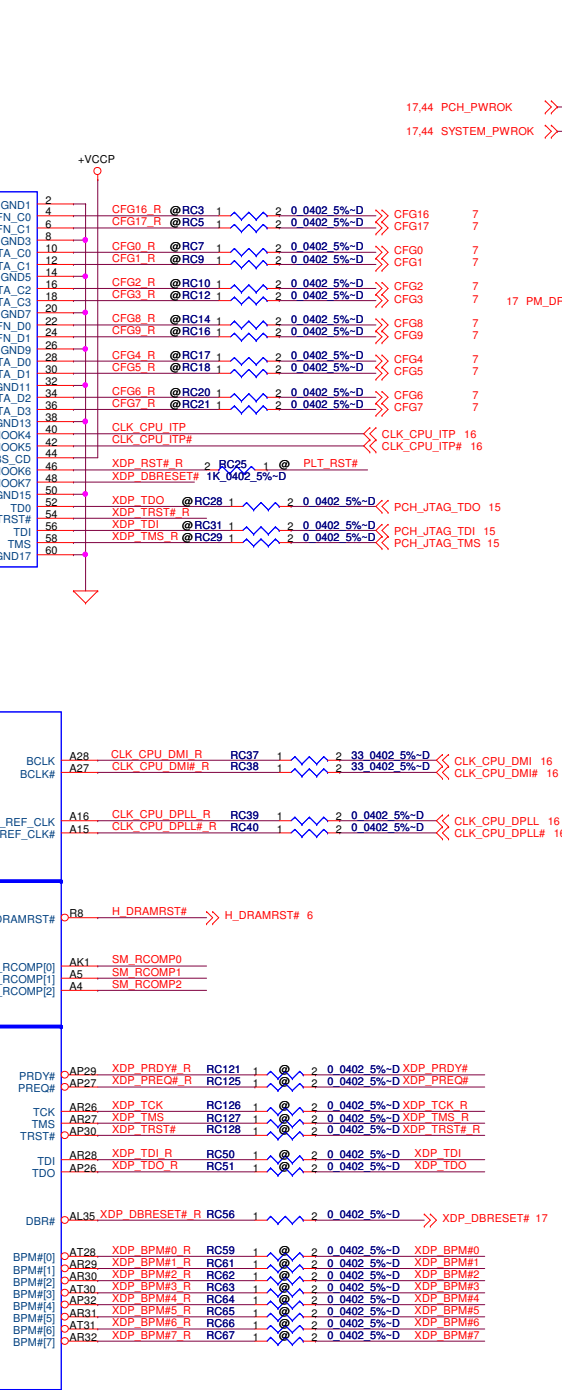 17,44 PCH_PWROK
17,44 SYSTEM_PWROK
+VCCP
GND1 2
FN_C0 4 CFG16_R @RC3 1 2 0_0402_5%~D CFG16 7
FN_C1 6 CFG17_R @RC5 1 2 0_0402_5%~D CFG17 7
GND3 8
TA_C0 10 CFG0_R @RC7 1 2 0_0402_5%~D CFG0 7
TA_C1 12 CFG1_R @RC9 1 2 0_0402_5%~D CFG1 7
GND5 14
TA_C2 16 CFG2_R @RC10 1 2 0_0402_5%~D CFG2 7
TA_C3 18 CFG3_R @RC12 1 2 0_0402_5%~D CFG3 7 17 PM_DR
GND7 20
FN_D0 22 CFG8_R @RC14 1 2 0_0402_5%~D CFG8 7
FN_D1 24 CFG9_R @RC16 1 2 0_0402_5%~D CFG9 7
GND9 26
TA_D0 28 CFG4_R @RC17 1 2 0_0402_5%~D CFG4 7
TA_D1 30 CFG5_R @RC18 1 2 0_0402_5%~D CFG5 7
GND11 32
TA_D2 34 CFG6_R @RC20 1 2 0_0402_5%~D CFG6 7
TA_D3 36 CFG7_R @RC21 1 2 0_0402_5%~D CFG7 7
GND13 38
HOOK4 40 CLK_CPU_ITP CLK_CPU_ITP 16
HOOK5 42 CLK_CPU_ITP# CLK_CPU_ITP# 16
BS_CD 44
HOOK6 46 XDP_RST#_R 2 RC25 1 @ PLT_RST#
HOOK7 48 XDP_DBRESET# 1K_0402_5%~D
GND15 50
TD0 52 XDP_TDO @RC28 1 2 0_0402_5%~D PCH_JTAG_TDO 15
TRST# 54 XDP_TRST#_R
TDI 56 XDP_TDI @RC31 1 2 0_0402_5%~D PCH_JTAG_TDI 15
TMS 58 XDP_TMS_R @RC29 1 2 0_0402_5%~D PCH_JTAG_TMS 15
GND17 60
BCLK A28 CLK_CPU_DMI_R RC37 1 2 33_0402_5%~D CLK_CPU_DMI 16
BCLK# A27 CLK_CPU_DMI#_R RC38 1 2 33_0402_5%~D CLK_CPU_DMI# 16
_REF_CLK A16 CLK_CPU_DPLL_R RC39 1 2 0_0402_5%~D CLK_CPU_DPLL 16
REF_CLK# A15 CLK_CPU_DPLL#_R RC40 1 2 0_0402_5%~D CLK_CPU_DPLL# 16
DRAMRST# R8 H_DRAMRST# H_DRAMRST# 6
_RCOMP[0] AK1 SM_RCOMP0
_RCOMP[1] A5 SM_RCOMP1
_RCOMP[2] A4 SM_RCOMP2
PRDY# AP29 XDP_PRDY#_R RC121 1 @ 2 0_0402_5%~D XDP_PRDY#
PREQ# AP27 XDP_PREQ#_R RC125 1 @ 2 0_0402_5%~D XDP_PREQ#
TCK AR26 XDP_TCK RC126 1 @ 2 0_0402_5%~D XDP_TCK_R
TMS AR27 XDP_TMS RC127 1 @ 2 0_0402_5%~D XDP_TMS_R
TRST# AP30 XDP_TRST# RC128 1 @ 2 0_0402_5%~D XDP_TRST#_R
TDI AR28 XDP_TDI_R RC50 1 @ 2 0_0402_5%~D XDP_TDI
TDO AP26 XDP_TDO_R RC51 1 @ 2 0_0402_5%~D XDP_TDO
DBR# AL35 XDP_DBRESET#_R RC56 1 2 0_0402_5%~D XDP_DBRESET# 17
BPM#[0] AT28 XDP_BPM#0_R RC59 1 @ 2 0_0402_5%~D XDP_BPM#0
BPM#[1] AR29 XDP_BPM#1_R RC61 1 @ 2 0_0402_5%~D XDP_BPM#1
BPM#[2] AR30 XDP_BPM#2_R RC62 1 @ 2 0_0402_5%~D XDP_BPM#2
BPM#[3] AT30 XDP_BPM#3_R RC63 1 @ 2 0_0402_5%~D XDP_BPM#3
BPM#[4] AP32 XDP_BPM#4_R RC64 1 @ 2 0_0402_5%~D XDP_BPM#4
BPM#[5] AR31 XDP_BPM#5_R RC65 1 @ 2 0_0402_5%~D XDP_BPM#5
BPM#[6] AT31 XDP_BPM#6_R RC66 1 @ 2 0_0402_5%~D XDP_BPM#6
BPM#[7] AR32 XDP_BPM#7_R RC67 1 @ 2 0_0402_5%~D XDP_BPM#7